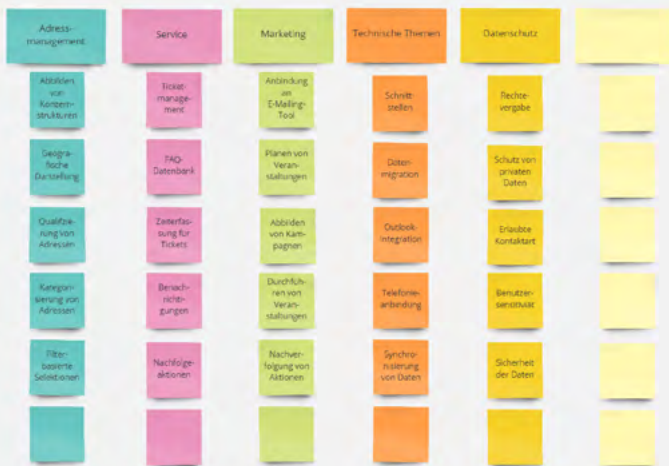 Adress-
management
Service
Marketing
Technische Themen
Datenschutz
Abbilden
von
Konzern-
strukturen
Ticket-
manage-
ment
Anbindung
an
E-Mailing-
Tool
Schnitt-
stellen
Rechte-
vergabe
Geogra-
fische
Darstellung
FAQ-
Datenbank
Planen von
Veran-
staltungen
Daten-
migration
Schutz von
privaten
Daten
Qualifizie-
rung von
Adressen
Zeiterfas-
sung für
Tickets
Abbilden
von Kam-
pagnen
Outlook-
Integration
Erlaubte
Kontaktart
Kategori-
sierung von
Adressen
Benach-
richti-
gungen
Durchfüh-
ren von
Veran-
staltungen
Telefonie-
anbindung
Benutzer-
sensitivität
Filter-
basierte
Selektionen
Nachfolge-
aktionen
Nachver-
folgung von
Aktionen
Synchro-
nisierung
von Daten
Sicherheit
der Daten